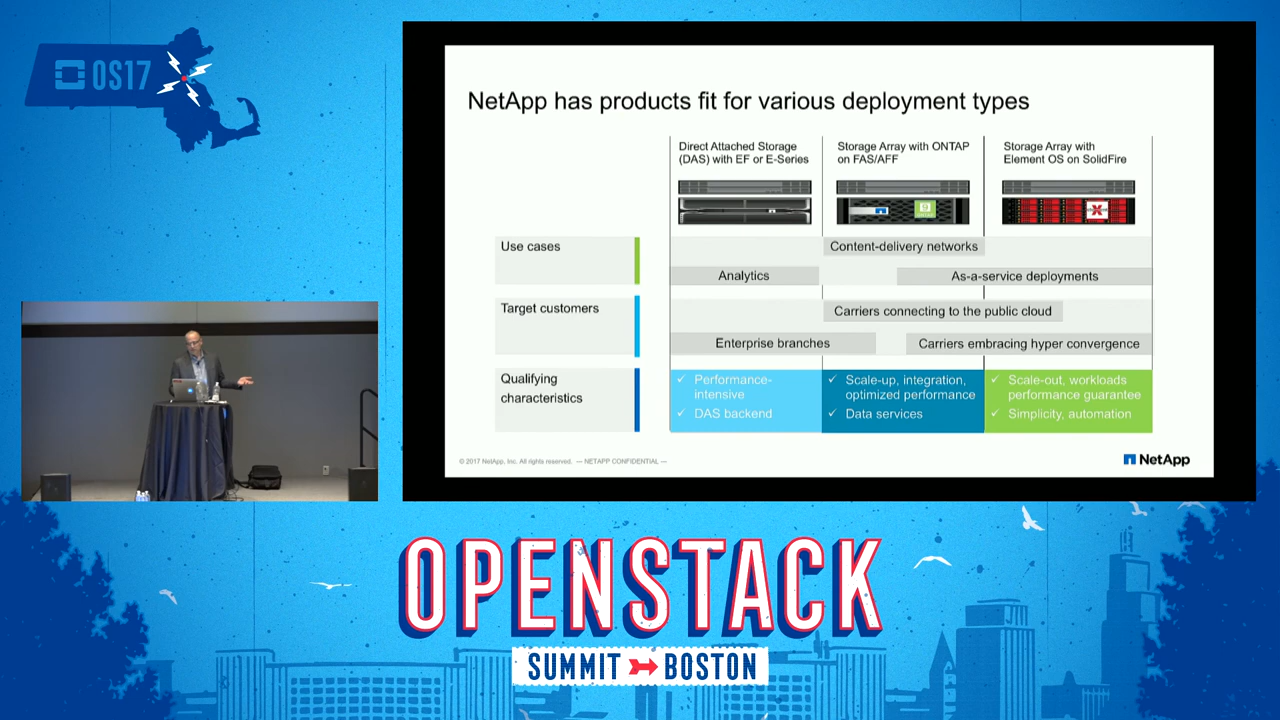 OS17
NetApp has products fit for various deployment types
Direct Attached Storage
(DAS) with EF or E-Series
Storage Array with ONTAP
on FAS/AFF
Storage Array with
Element OS on SolidFire
Use cases
Content-delivery networks
Analytics
As-a-service deployments
Target customers
Carriers connecting to the public cloud
Enterprise branches
Carriers embracing hyper convergence
Qualifying
characteristics
✓ Performance-
intensive
✓ DAS backend
✓ Scale-up, integration,
optimized performance
✓ Data services
✓ Scale-out, workloads
performance guarantee
✓ Simplicity, automation
© 2017 NetApp, Inc. All rights reserved. — NETAPP CONFIDENTIAL —
NetApp
OPENSTACK
SUMMIT BOSTON